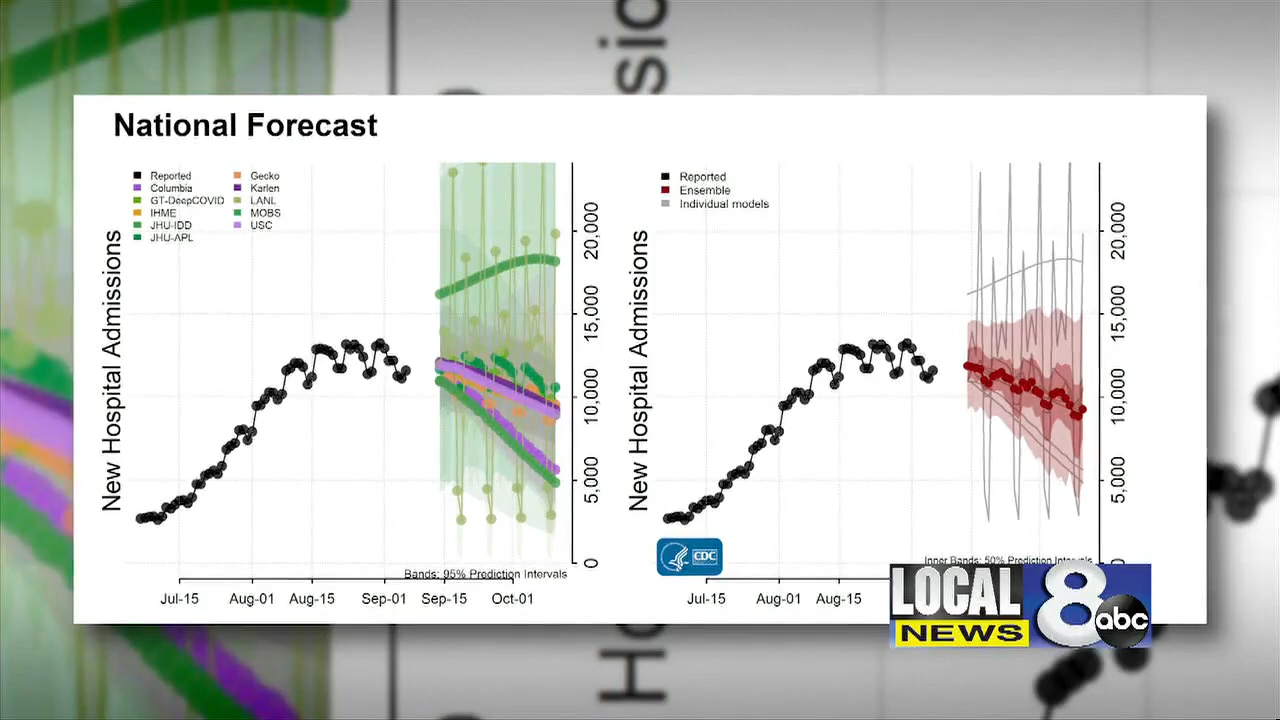 National Forecast
Reported
Columbia
GT-DeepCOVID
IHME
JHU-IDD
JHU-APL
Gecko
Karlen
LANL
MOBS
USC
New Hospital Admissions
20,000
15,000
10,000
5,000
0
Bands: 95% Prediction Intervals
Jul-15
Aug-01
Aug-15
Sep-01
Sep-15
Oct-01
Reported
Ensemble
Individual models
New Hospital Admissions
20,000
15,000
10,000
5,000
0
CDC
Inner Bands: 50% Prediction Intervals
Jul-15
Aug-01
Aug-15
LOCAL
NEWS
8
abc